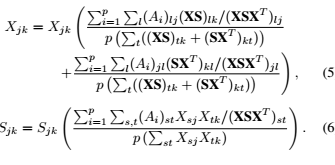 X_{jk} = X_{jk} \left( \frac{\sum_{i=1}^{p} \sum_{l} (A_i)_{lj} (\mathbf{XS})_{lk} / (\mathbf{XSX}^T)_{lj}}{p \left( \sum_{t} ((\mathbf{XS})_{tk} + (\mathbf{SX}^T)_{kt}) \right)} \right.
\left. + \frac{\sum_{i=1}^{p} \sum_{l} (A_i)_{jl} (\mathbf{SX}^T)_{kl} / (\mathbf{XSX}^T)_{jl}}{p \left( \sum_{t} ((\mathbf{XS})_{tk} + (\mathbf{SX}^T)_{kt}) \right)} \right), (5
S_{jk} = S_{jk} \left( \frac{\sum_{i=1}^{p} \sum_{s,t} (A_i)_{st} X_{sj} X_{tk} / (\mathbf{XSX}^T)_{st}}{p \left( \sum_{st} X_{sj} X_{tk} \right)} \right). (6